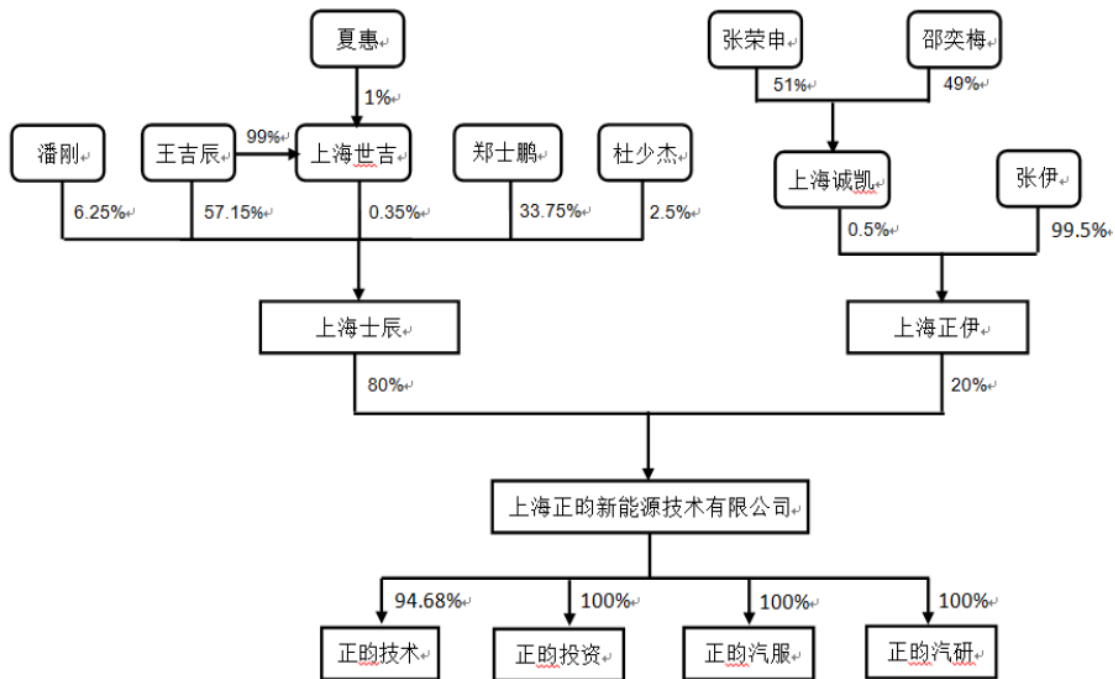 夏惠
张荣申
邵奕梅
1%
51%
49%
潘刚
王吉辰
99%
上海世吉
郑士鹏
杜少杰
上海诚凯
张伊
6.25%
57.15%
0.35%
33.75%
2.5%
0.5%
99.5%
上海士辰
上海正伊
80%
20%
上海正昀新能源技术有限公司
94.68%
100%
100%
100%
正昀技术
正昀投资
正昀汽服
正昀汽研